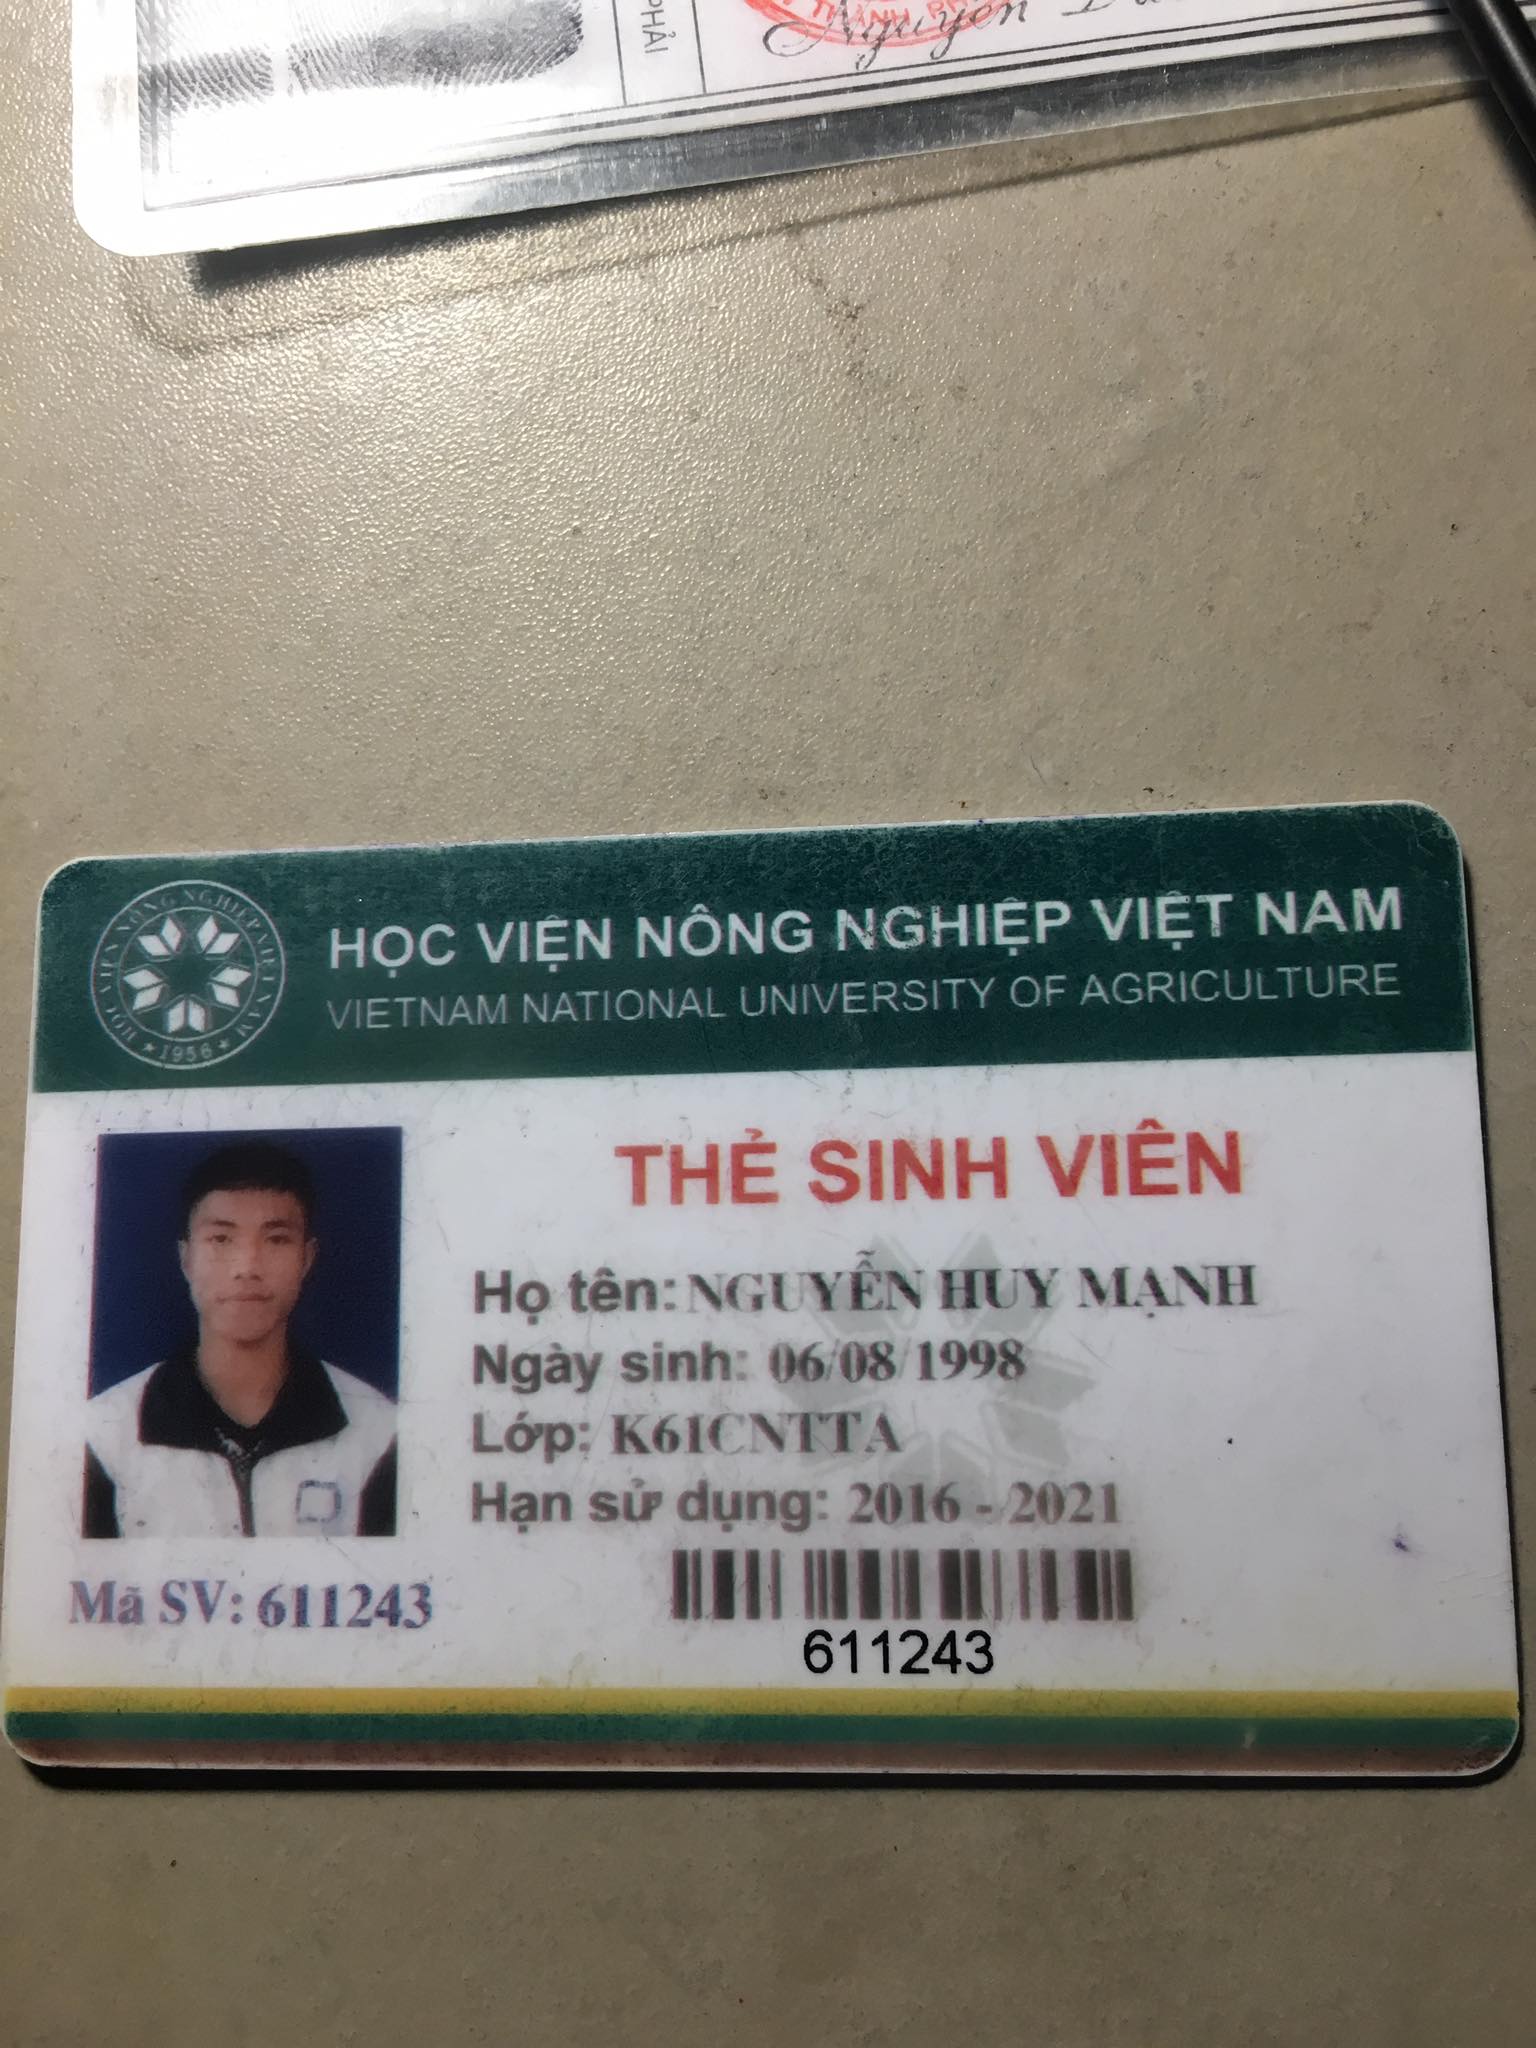 PHẢI
THÀNH PH
Nguyễn
HỌC VIỆN NÔNG NGHIỆP VIỆT NAM
VIETNAM NATIONAL UNIVERSITY OF AGRICULTURE
HỌC VIỆN NÔNG NGHIỆP VIỆT NAM
★ 1956 ★
THẺ SINH VIÊN
Họ tên: NGUYỄN HUY MẠNH
Ngày sinh: 06/08/1998
Lớp: K61CNTTA
Hạn sử dụng: 2016 - 2021
Mã SV: 611243
611243